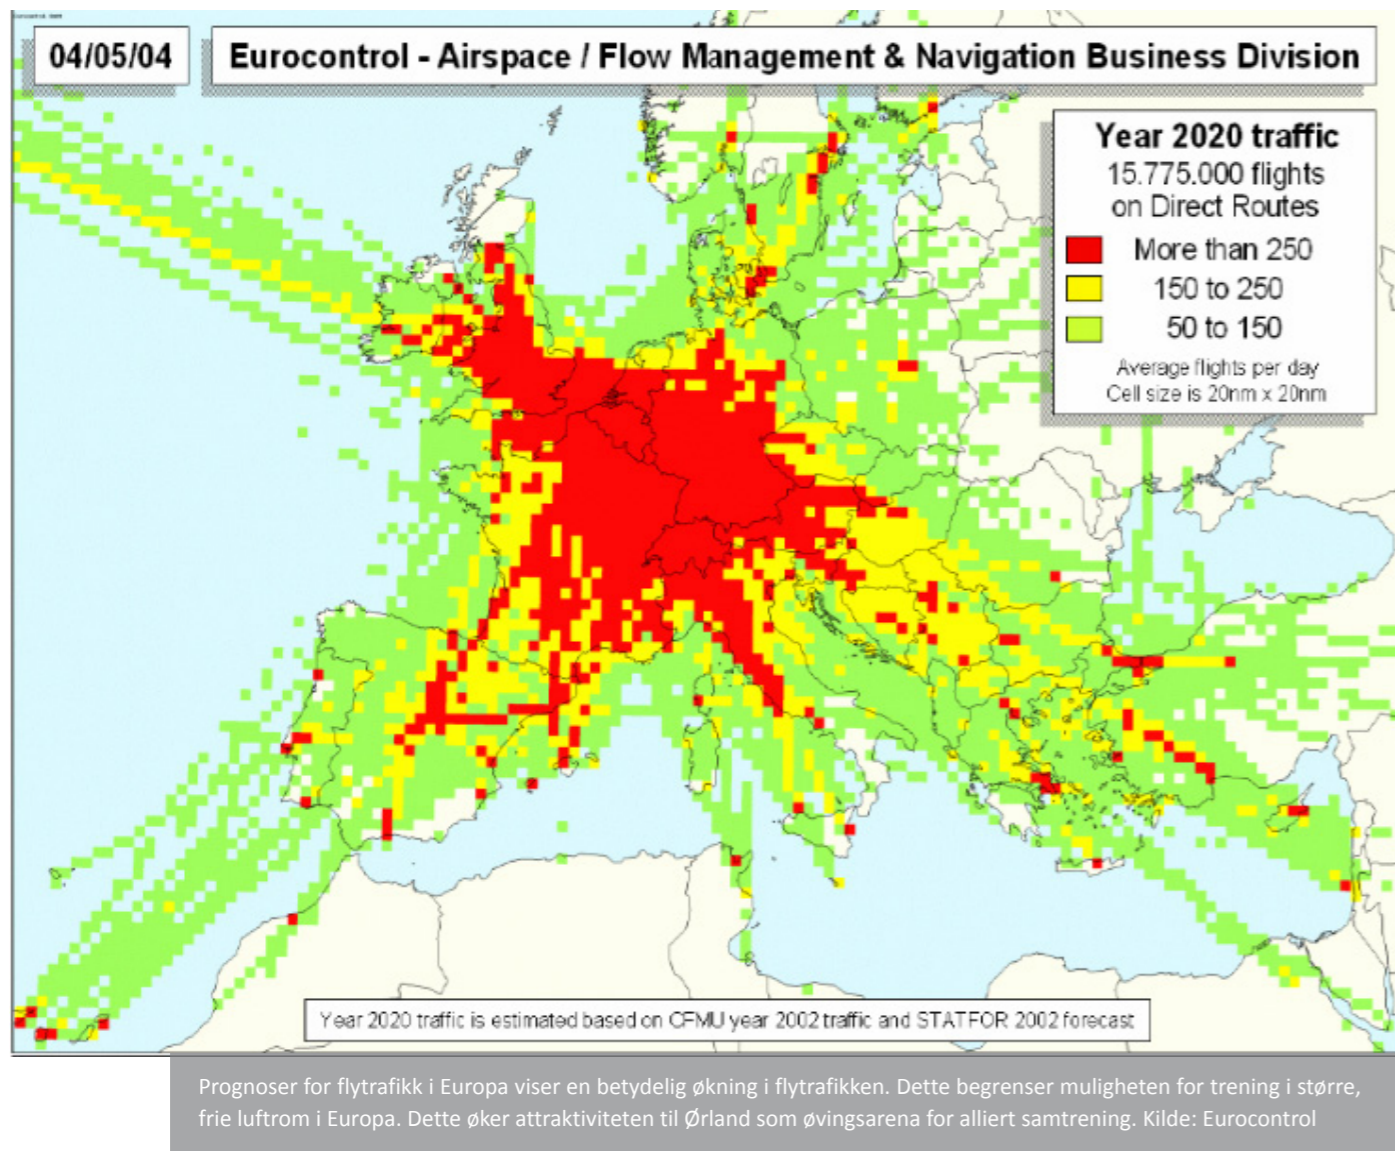 04/05/04
Eurocontrol - Airspace / Flow Management & Navigation Business Division
Year 2020 traffic
15.775.000 flights
on Direct Routes
More than 250
150 to 250
50 to 150
Average flights per day
Cell size is 20nm x 20nm
Year 2020 traffic is estimated based on CFMU year 2002 traffic and STATFOR 2002 forecast
Prognoser for flytrafikk i Europa viser en betydelig økning i flytrafikken. Dette begrenser muligheten for trening i større,
frie luftrom i Europa. Dette øker attraktiviteten til Ørland som øvingsarena for alliert samtrening. Kilde: Eurocontrol